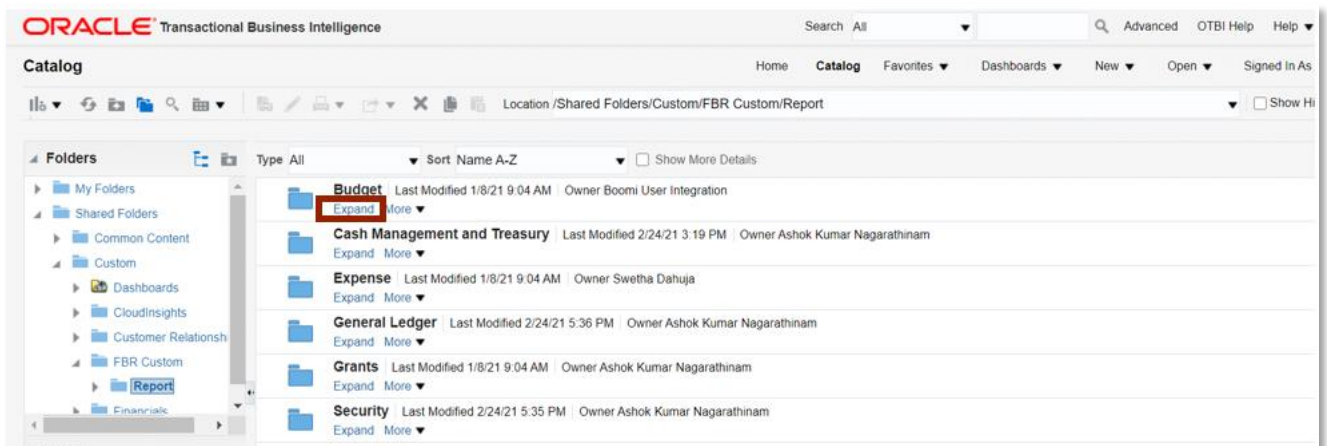 ORACLE Transactional Business Intelligence Search All Advanced OTBI Help Help
Catalog Home Catalog Favorites Dashboards New Open Signed In As
Location /Shared Folders/Custom/FBR Custom/Report Show Hi
Folders Type All Sort Name A-Z Show More Details
My Folders
Shared Folders
Common Content
Custom
Dashboards
CloudInsights
Customer Relationsh
FBR Custom
Report
Financials
Budget Last Modified 1/8/21 9:04 AM Owner Boomi User Integration
Expand More
Cash Management and Treasury Last Modified 2/24/21 3:19 PM Owner Ashok Kumar Nagarathinam
Expand More
Expense Last Modified 1/8/21 9:04 AM Owner Swetha Dahuja
Expand More
General Ledger Last Modified 2/24/21 5:36 PM Owner Ashok Kumar Nagarathinam
Expand More
Grants Last Modified 1/8/21 9:04 AM Owner Ashok Kumar Nagarathinam
Expand More
Security Last Modified 2/24/21 5:35 PM Owner Ashok Kumar Nagarathinam
Expand More